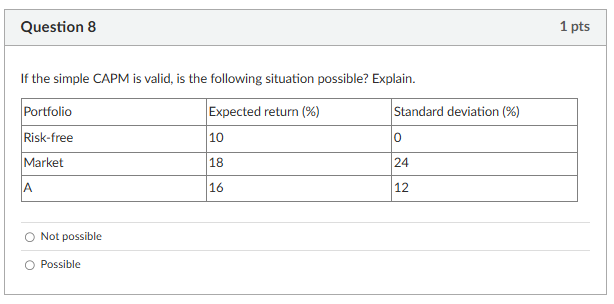 Question 8 1 pts
If the simple CAPM is valid, is the following situation possible? Explain.
Portfolio Expected return (%) Standard deviation (%)
Risk-free 10 0
Market 18 24
A 16 12
Not possible
Possible